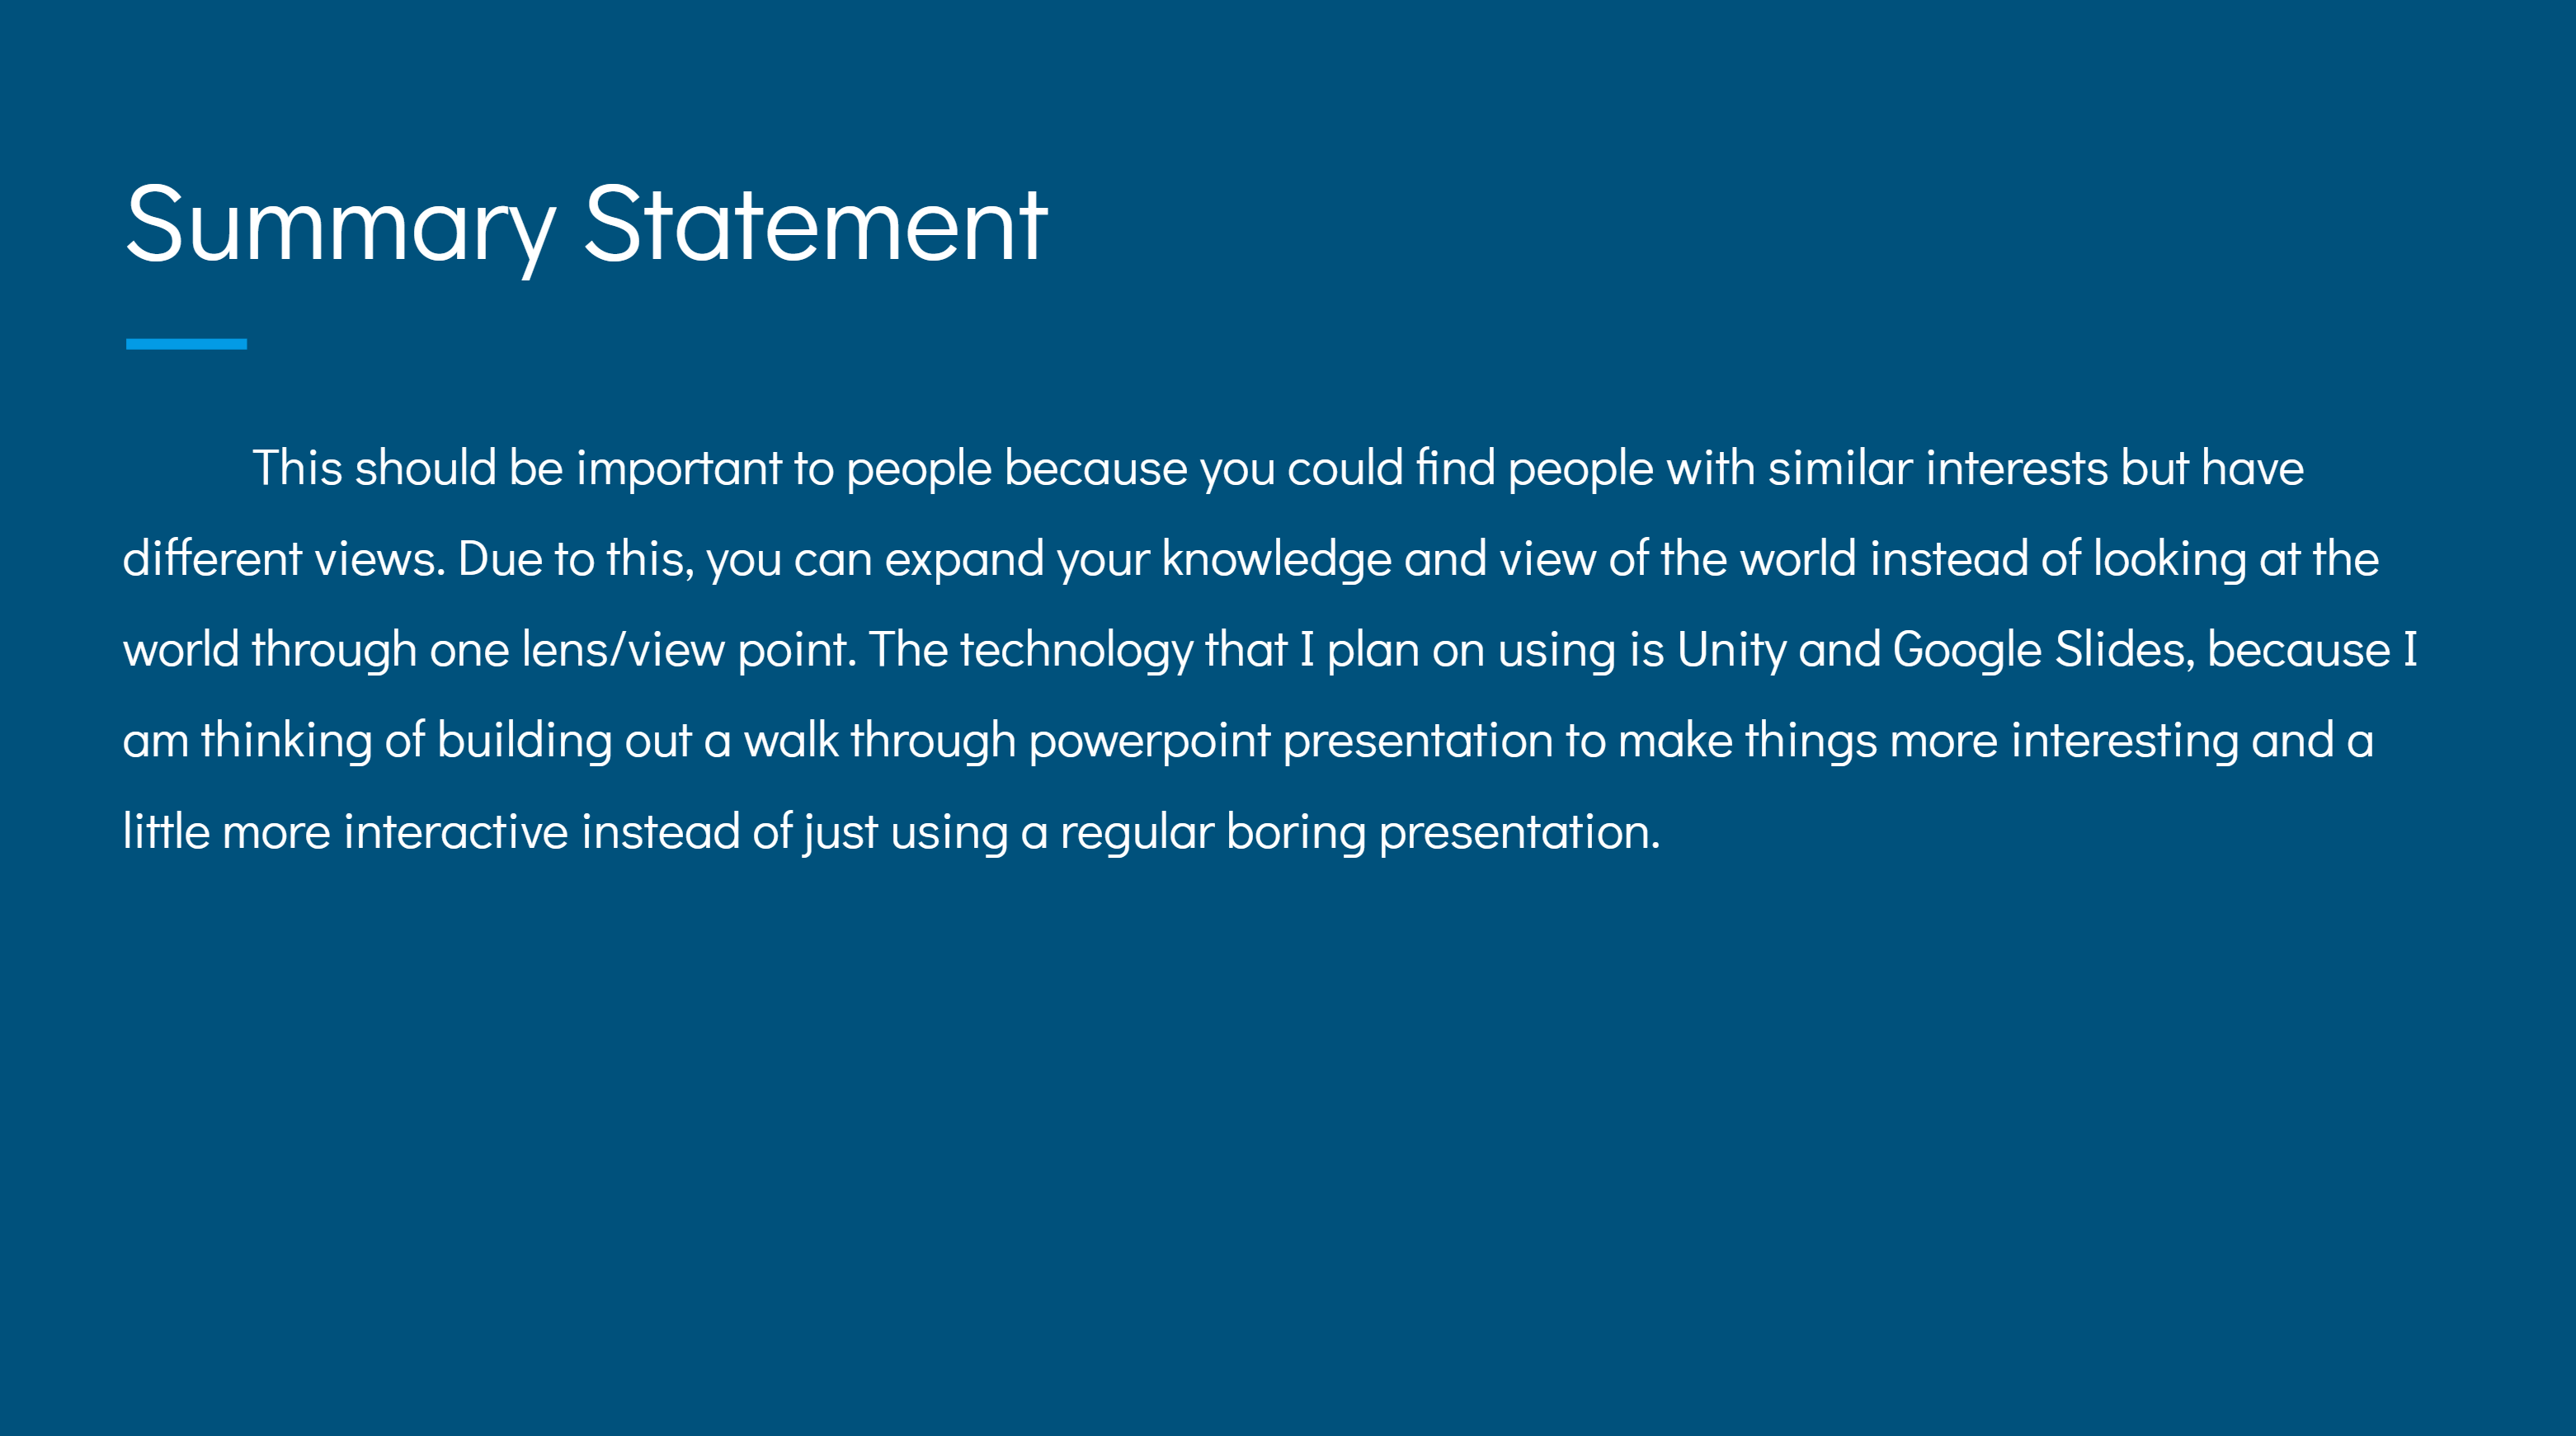 Summary Statement
This should be important to people because you could find people with similar interests but have
different views. Due to this, you can expand your knowledge and view of the world instead of looking at the
world through one lens/view point. The technology that I plan on using is Unity and Google Slides, because I
am thinking of building out a walk through powerpoint presentation to make things more interesting and a
little more interactive instead of just using a regular boring presentation.